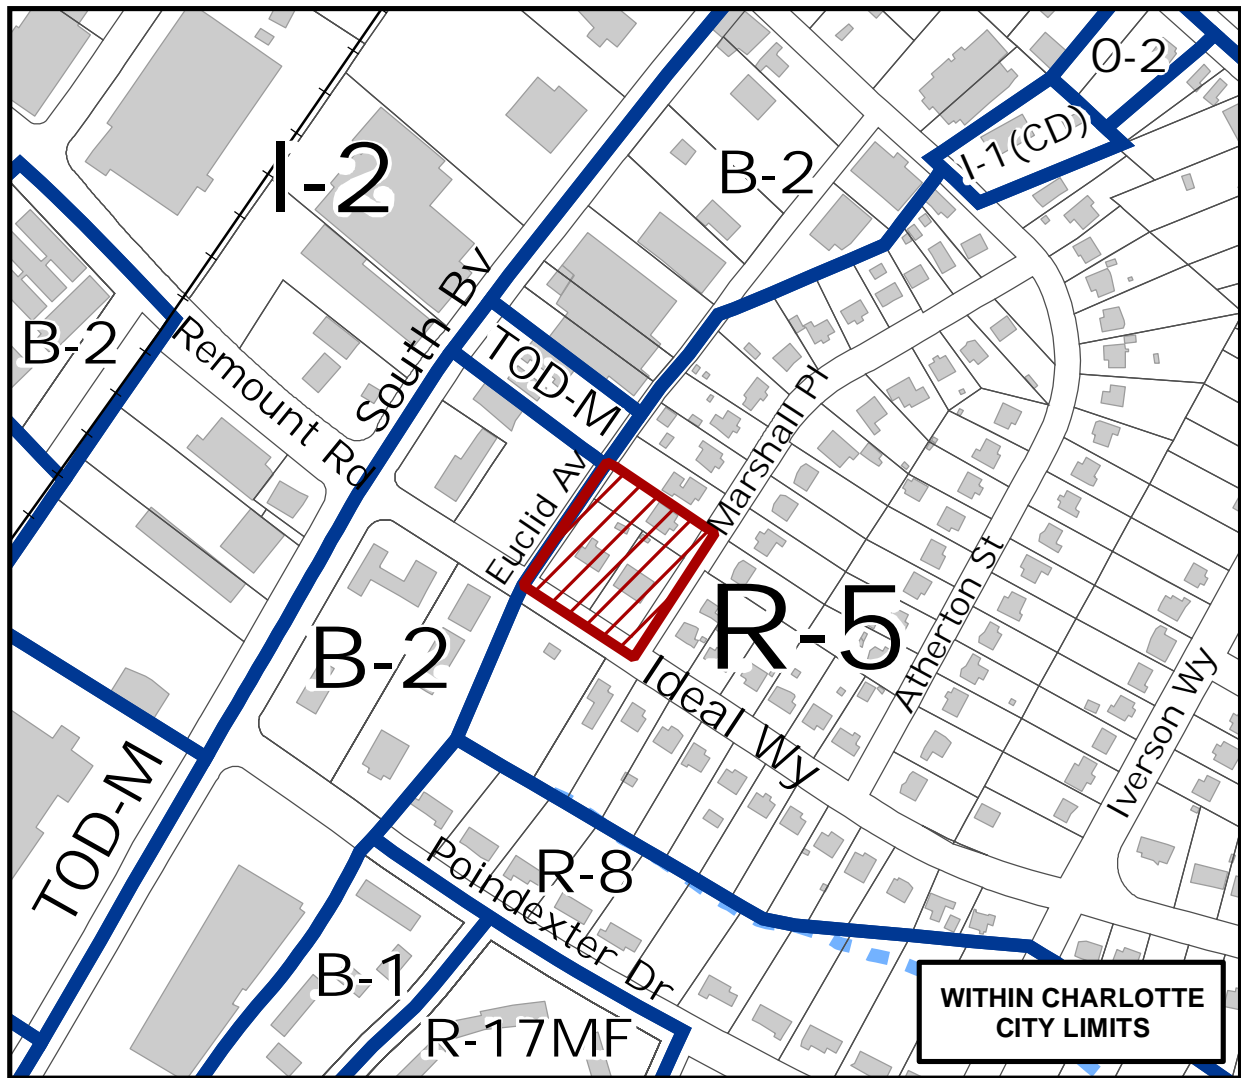 O-2
I-1(CD)
B-2
I-2
South Bv
B-2
Remount Rd
TOD-M
Marshall Pl
Euclid Av
R-5
Atherton St
B-2
Ideal Wy
Iverson Wy
TOD-M
Poindexter Dr
R-8
B-1
R-17MF
WITHIN CHARLOTTE
CITY LIMITS